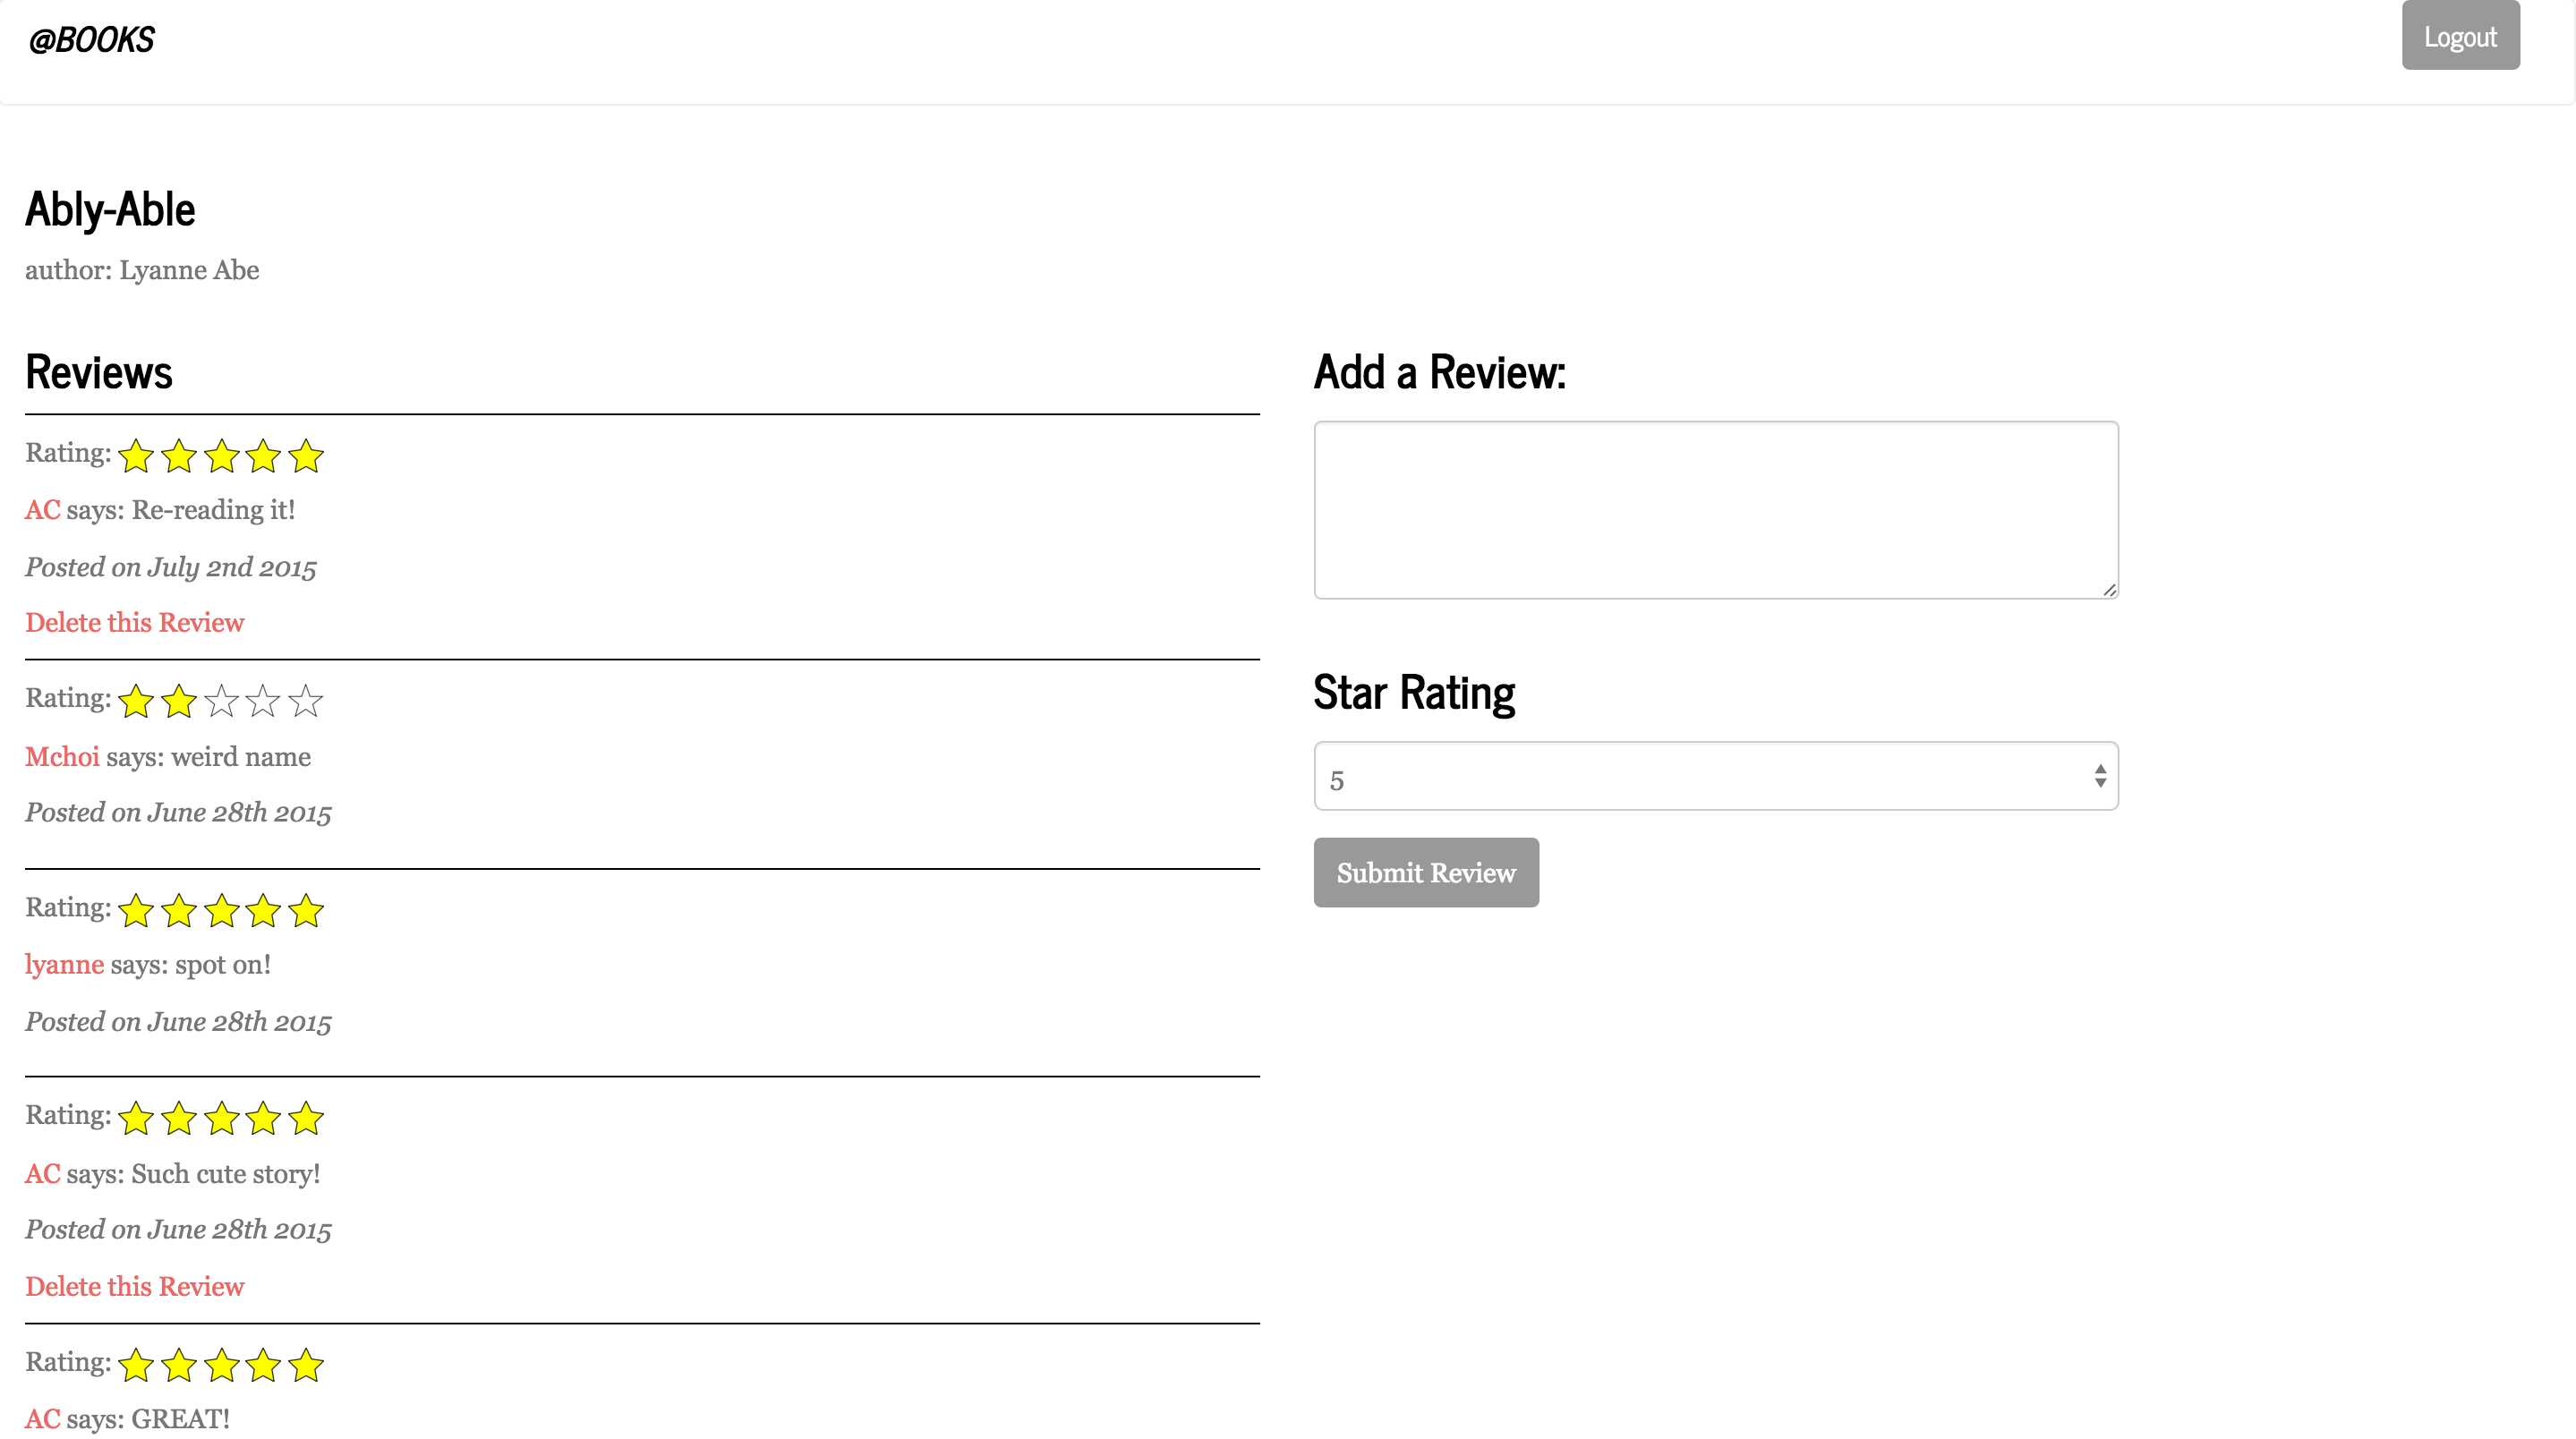 @BOOKS
Logout
Ably-Able
author: Lyanne Abe
Reviews
Rating:
AC says: Re-reading it!
Posted on July 2nd 2015
Delete this Review
Rating:
Mchoi says: weird name
Posted on June 28th 2015
Rating:
lyanne says: spot on!
Posted on June 28th 2015
Rating:
AC says: Such cute story!
Posted on June 28th 2015
Delete this Review
Rating:
AC says: GREAT!
Add a Review:
Star Rating
5
Submit Review